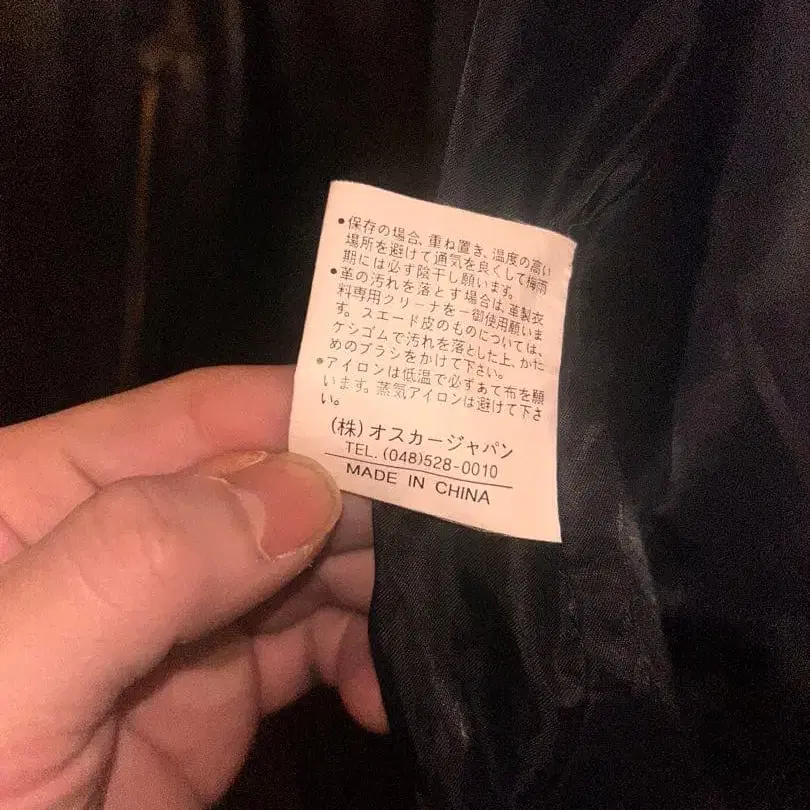 •保存の場合、重ね置き、温度の高い
場所を避けて通気を良くして梅雨
期には必ず陰干し願います。
•革の汚れを落とす場合は、革製衣
料専用クリーナを一御使用願いま
す。スエード皮のものについては、
ケシゴムで汚れを落とした上、かた
めのブラシをかけて下さい。
•アイロンは低温で必ずあて布を願
います。蒸気アイロンは避けて下さ
い。
(株)オスカージャパン
TEL.(048)528-0010
MADE IN CHINA